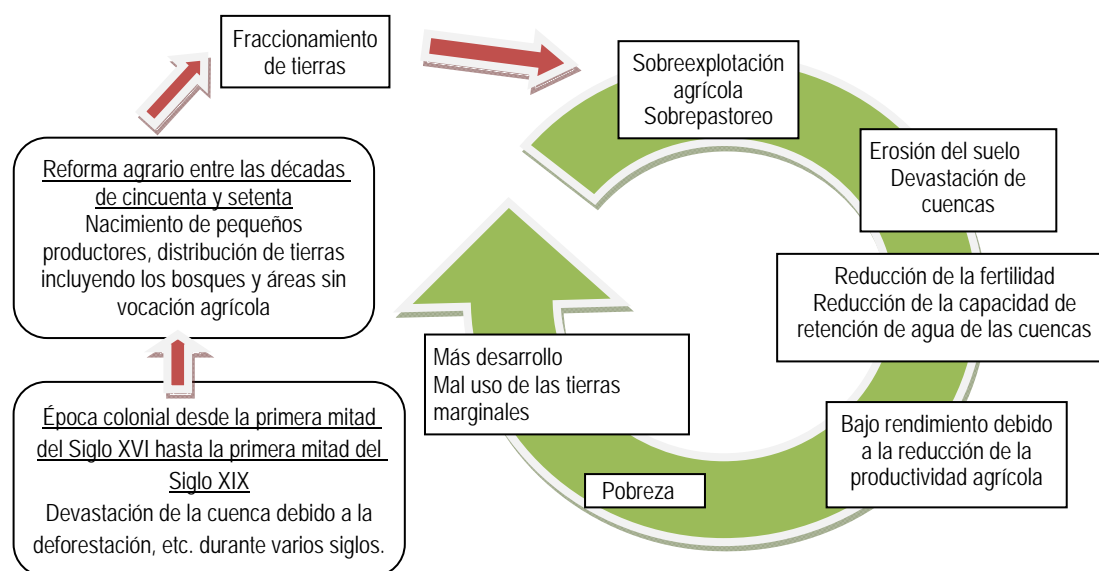 Fraccionamiento
de tierras
Sobreexplotación
agrícola
Sobrepastoreo
Erosión del suelo
Devastación de
cuencas
Reforma agrario entre las décadas
de cincuenta y setenta
Nacimiento de pequeños
productores, distribución de tierras
incluyendo los bosques y áreas sin
vocación agrícola
Reducción de la fertilidad
Reducción de la capacidad de
retención de agua de las cuencas
Más desarrollo
Mal uso de las tierras
marginales
Época colonial desde la primera mitad
del Siglo XVI hasta la primera mitad del
Siglo XIX
Devastación de la cuenca debido a la
deforestación, etc. durante varios siglos.
Bajo rendimiento debido
a la reducción de la
productividad agrícola
Pobreza